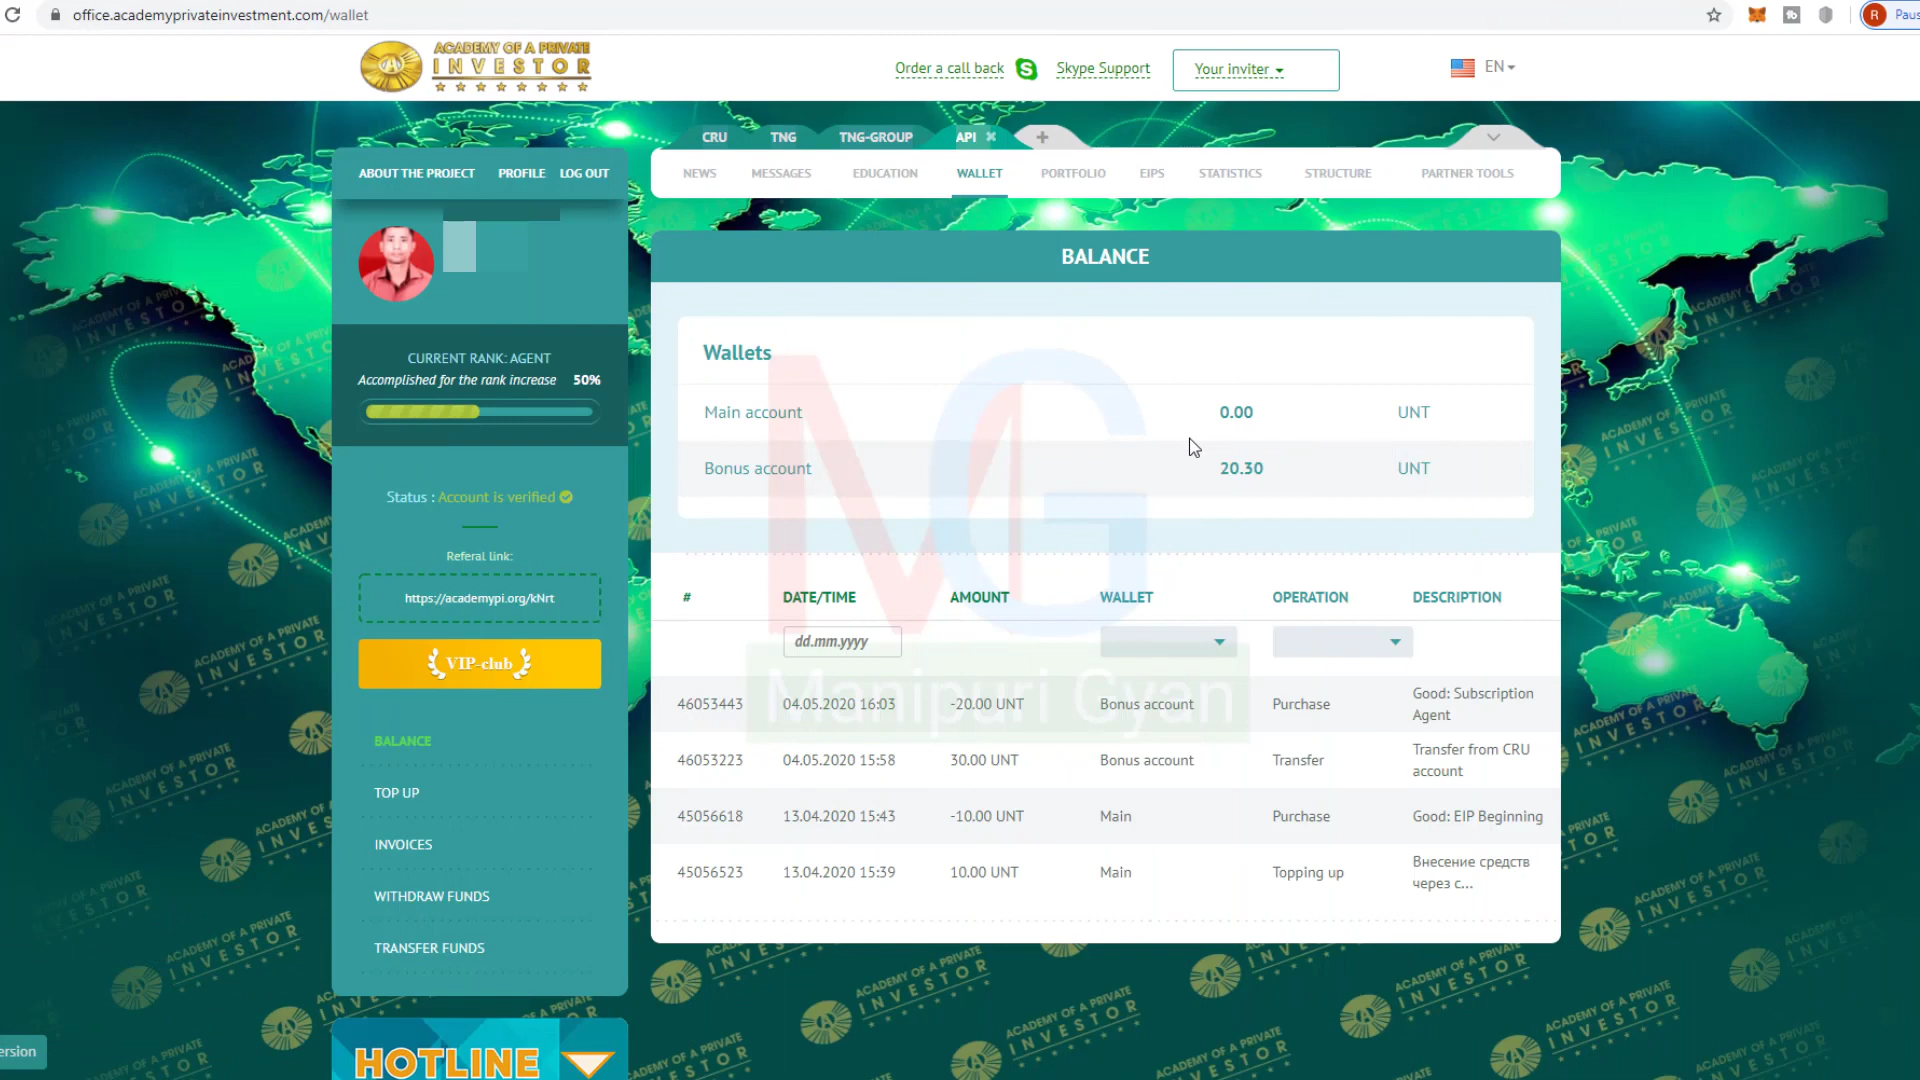 office.academyprivateinvestment.com/wallet
R Paus
ACADEMY OF A PRIVATE
INVESTOR
Order a call back
Skype Support
Your inviter
EN
CRU TNG TNG-GROUP API
ABOUT THE PROJECT PROFILE LOG OUT
NEWS MESSAGES EDUCATION WALLET PORTFOLIO EIPS STATISTICS STRUCTURE PARTNER TOOLS
CURRENT RANK: AGENT
Accomplished for the rank increase 50%
Status : Account is verified
Referal link:
https://academypi.org/kNrt
VIP-club
BALANCE
TOP UP
INVOICES
WITHDRAW FUNDS
TRANSFER FUNDS
HOTLINE
ersion
BALANCE
Wallets
Main account 0.00 UNT
Bonus account 20.30 UNT
MG
Manipuri Gyan
# DATE/TIME AMOUNT WALLET OPERATION DESCRIPTION
dd.mm.yyyy
46053443 04.05.2020 16:03 -20.00 UNT Bonus account Purchase Good: Subscription
Agent
46053223 04.05.2020 15:58 30.00 UNT Bonus account Transfer Transfer from CRU
account
45056618 13.04.2020 15:43 -10.00 UNT Main Purchase Good: EIP Beginning
45056523 13.04.2020 15:39 10.00 UNT Main Topping up Внесение средств
через с...